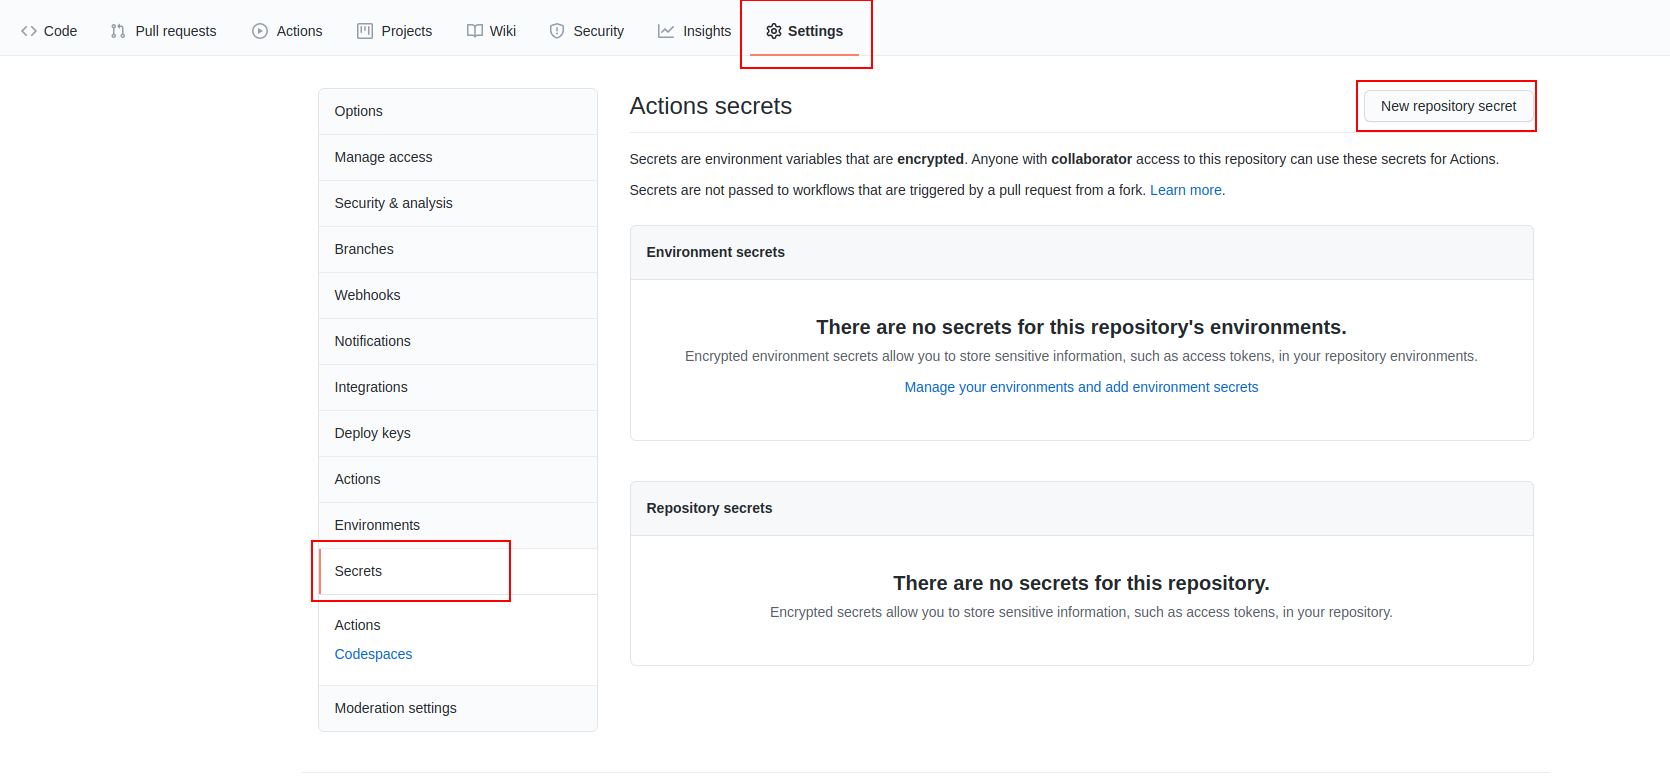 Code Pull requests Actions Projects Wiki Security Insights Settings
Options
Manage access
Security & analysis
Branches
Webhooks
Notifications
Integrations
Deploy keys
Actions
Environments
Secrets
Actions
Codespaces
Moderation settings
Actions secrets
New repository secret
Secrets are environment variables that are encrypted. Anyone with collaborator access to this repository can use these secrets for Actions.
Secrets are not passed to workflows that are triggered by a pull request from a fork. Learn more.
Environment secrets
There are no secrets for this repository's environments.
Encrypted environment secrets allow you to store sensitive information, such as access tokens, in your repository environments.
Manage your environments and add environment secrets
Repository secrets
There are no secrets for this repository.
Encrypted secrets allow you to store sensitive information, such as access tokens, in your repository.